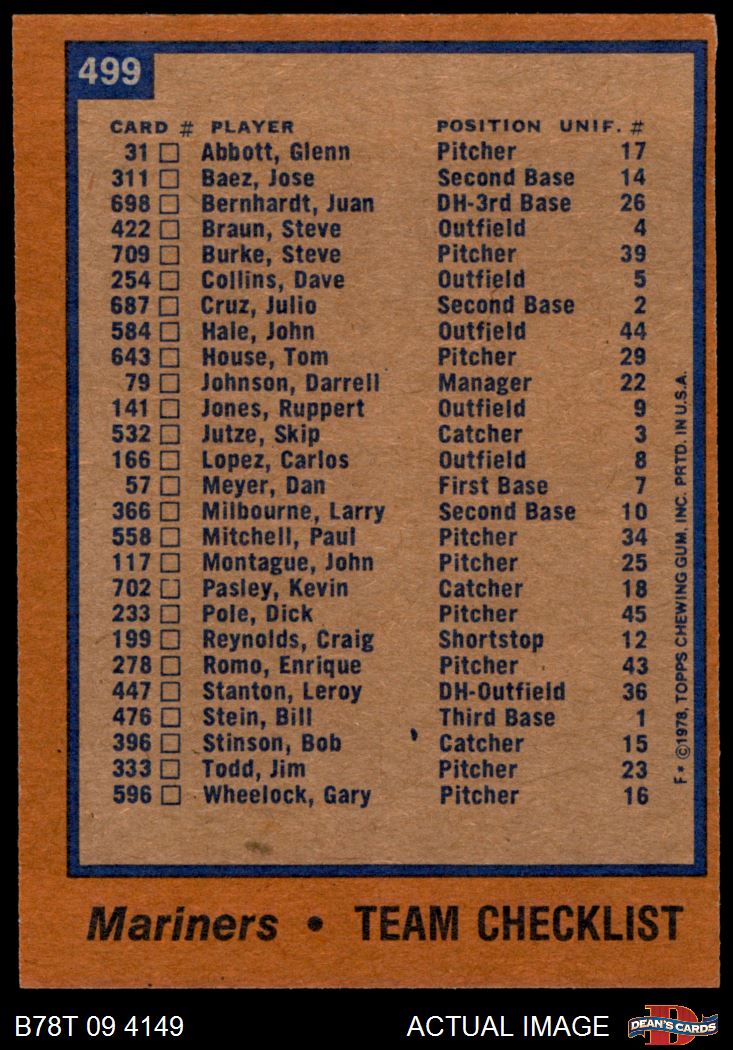 499
CARD # PLAYER POSITION UNIF. #
31 Abbott, Glenn Pitcher 17
311 Baez, Jose Second Base 14
698 Bernhardt, Juan DH-3rd Base 26
422 Braun, Steve Outfield 4
709 Burke, Steve Pitcher 39
254 Collins, Dave Outfield 5
687 Cruz, Julio Second Base 2
584 Hale, John Outfield 44
643 House, Tom Pitcher 29
79 Johnson, Darrell Manager 22
141 Jones, Ruppert Outfield 9
532 Jutze, Skip Catcher 3
166 Lopez, Carlos Outfield 8
57 Meyer, Dan First Base 7
366 Milbourne, Larry Second Base 10
558 Mitchell, Paul Pitcher 34
117 Montague, John Pitcher 25
702 Pasley, Kevin Catcher 18
233 Pole, Dick Pitcher 45
199 Reynolds, Craig Shortstop 12
278 Romo, Enrique Pitcher 43
447 Stanton, Leroy DH-Outfield 36
476 Stein, Bill Third Base 1
396 Stinson, Bob Catcher 15
333 Todd, Jim Pitcher 23
596 Wheelock, Gary Pitcher 16
F* ©1978, TOPPS CHEWING GUM, INC. PRTD. IN U.S.A.
Mariners • TEAM CHECKLIST
B78T 09 4149 ACTUAL IMAGE DEAN'S CARDS